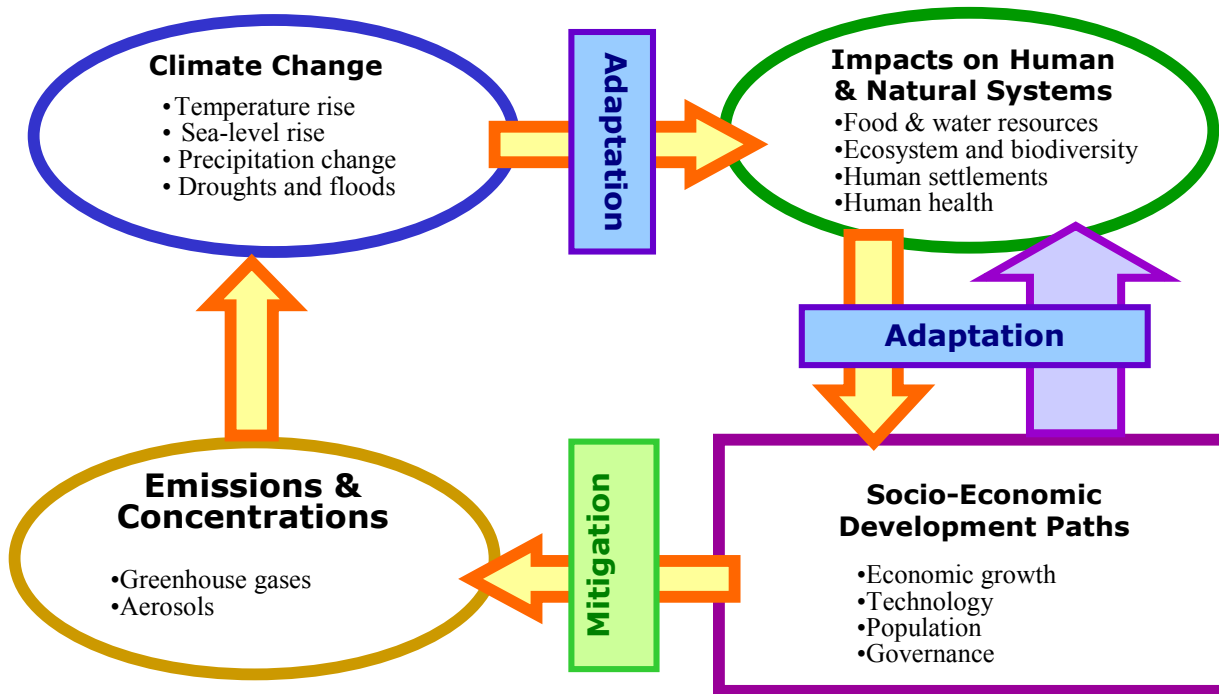 Climate Change
•Temperature rise
•Sea-level rise
•Precipitation change
•Droughts and floods
Adaptation
Impacts on Human
& Natural Systems
•Food & water resources
•Ecosystem and biodiversity
•Human settlements
•Human health
Adaptation
Emissions &
Concentrations
•Greenhouse gases
•Aerosols
Mitigation
Socio-Economic
Development Paths
•Economic growth
•Technology
•Population
•Governance